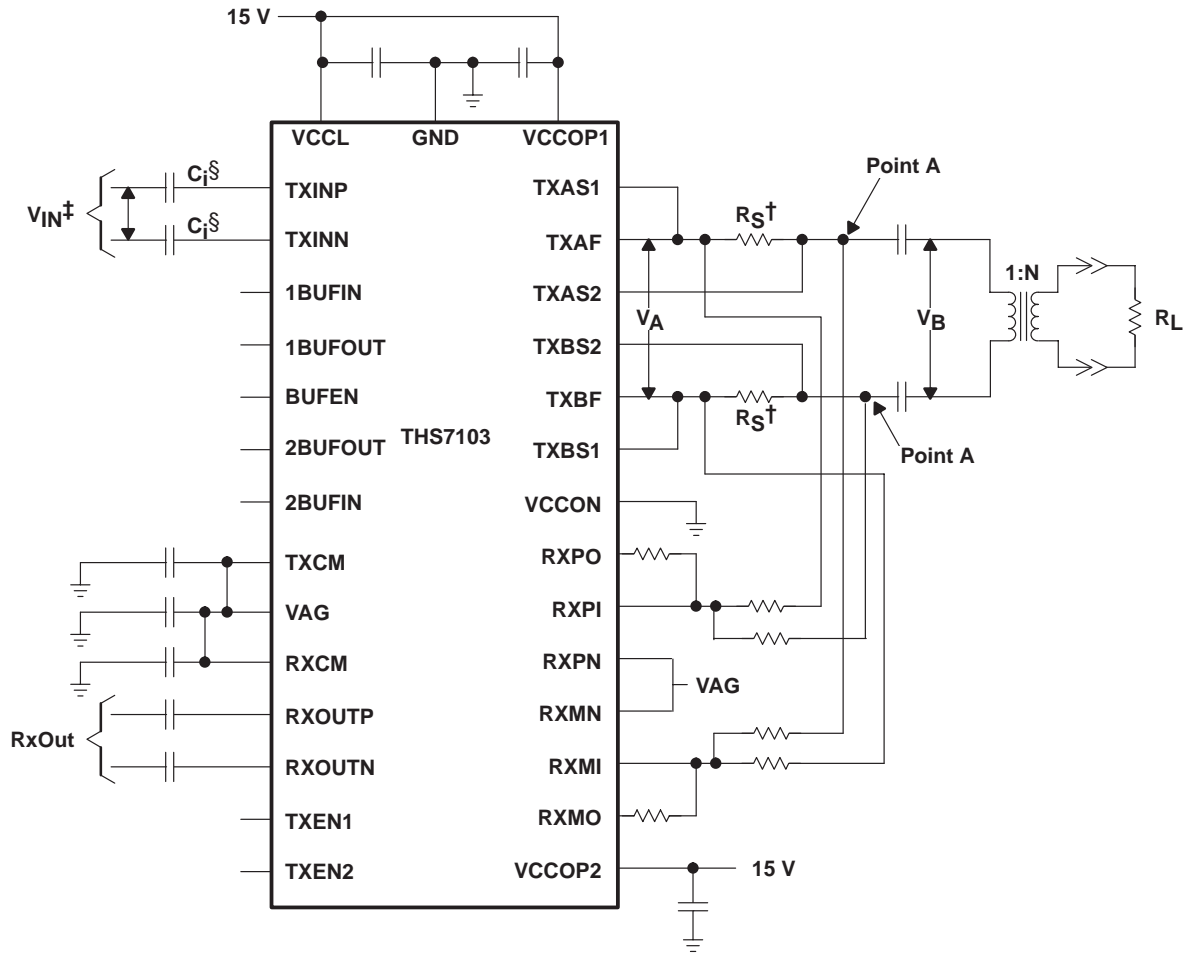 15 V
VCCL
GND
VCCOP1
Ci§
TXINP
VIN‡
Ci§
TXINN
1BUFIN
1BUFOUT
BUFEN
2BUFOUT
2BUFIN
TXCM
VAG
RXCM
RXOUTP
RxOut
RXOUTN
TXEN1
TXEN2
THS7103
TXAS1
TXAF
TXAS2
TXBS2
TXBF
TXBS1
VCCON
RXPO
RXPI
RXPN
RXMN
RXMI
RXMO
VCCOP2
Point A
RS†
VA
VB
1:N
RL
RS†
Point A
VAG
15 V